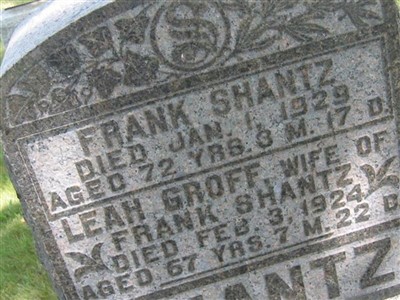 S
FRANK SHANTZ
DIED JAN. 1, 1929
AGED 72 YRS. 8 M. 17 D.
LEAH GROFF, WIFE OF
FRANK SHANTZ
DIED FEB. 3, 1924
AGED 67 YRS. 7 M. 22 D.
SHANTZ